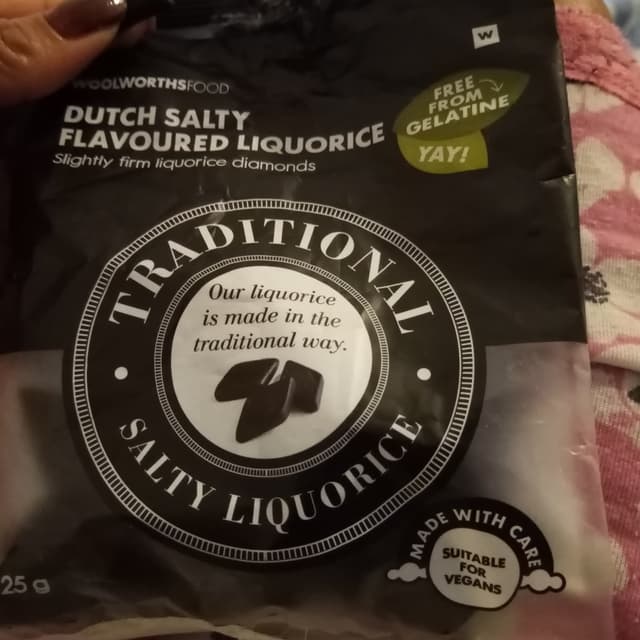 W
WOOLWORTHSFOOD
DUTCH SALTY
FLAVOURED LIQUORICE
Slightly firm liquorice diamonds
FREE
FROM
GELATINE
YAY!
TRADITIONAL
Our liquorice
is made in the
traditional way.
SALTY LIQUORICE
25 g
MADE WITH CARE
SUITABLE
FOR
VEGANS